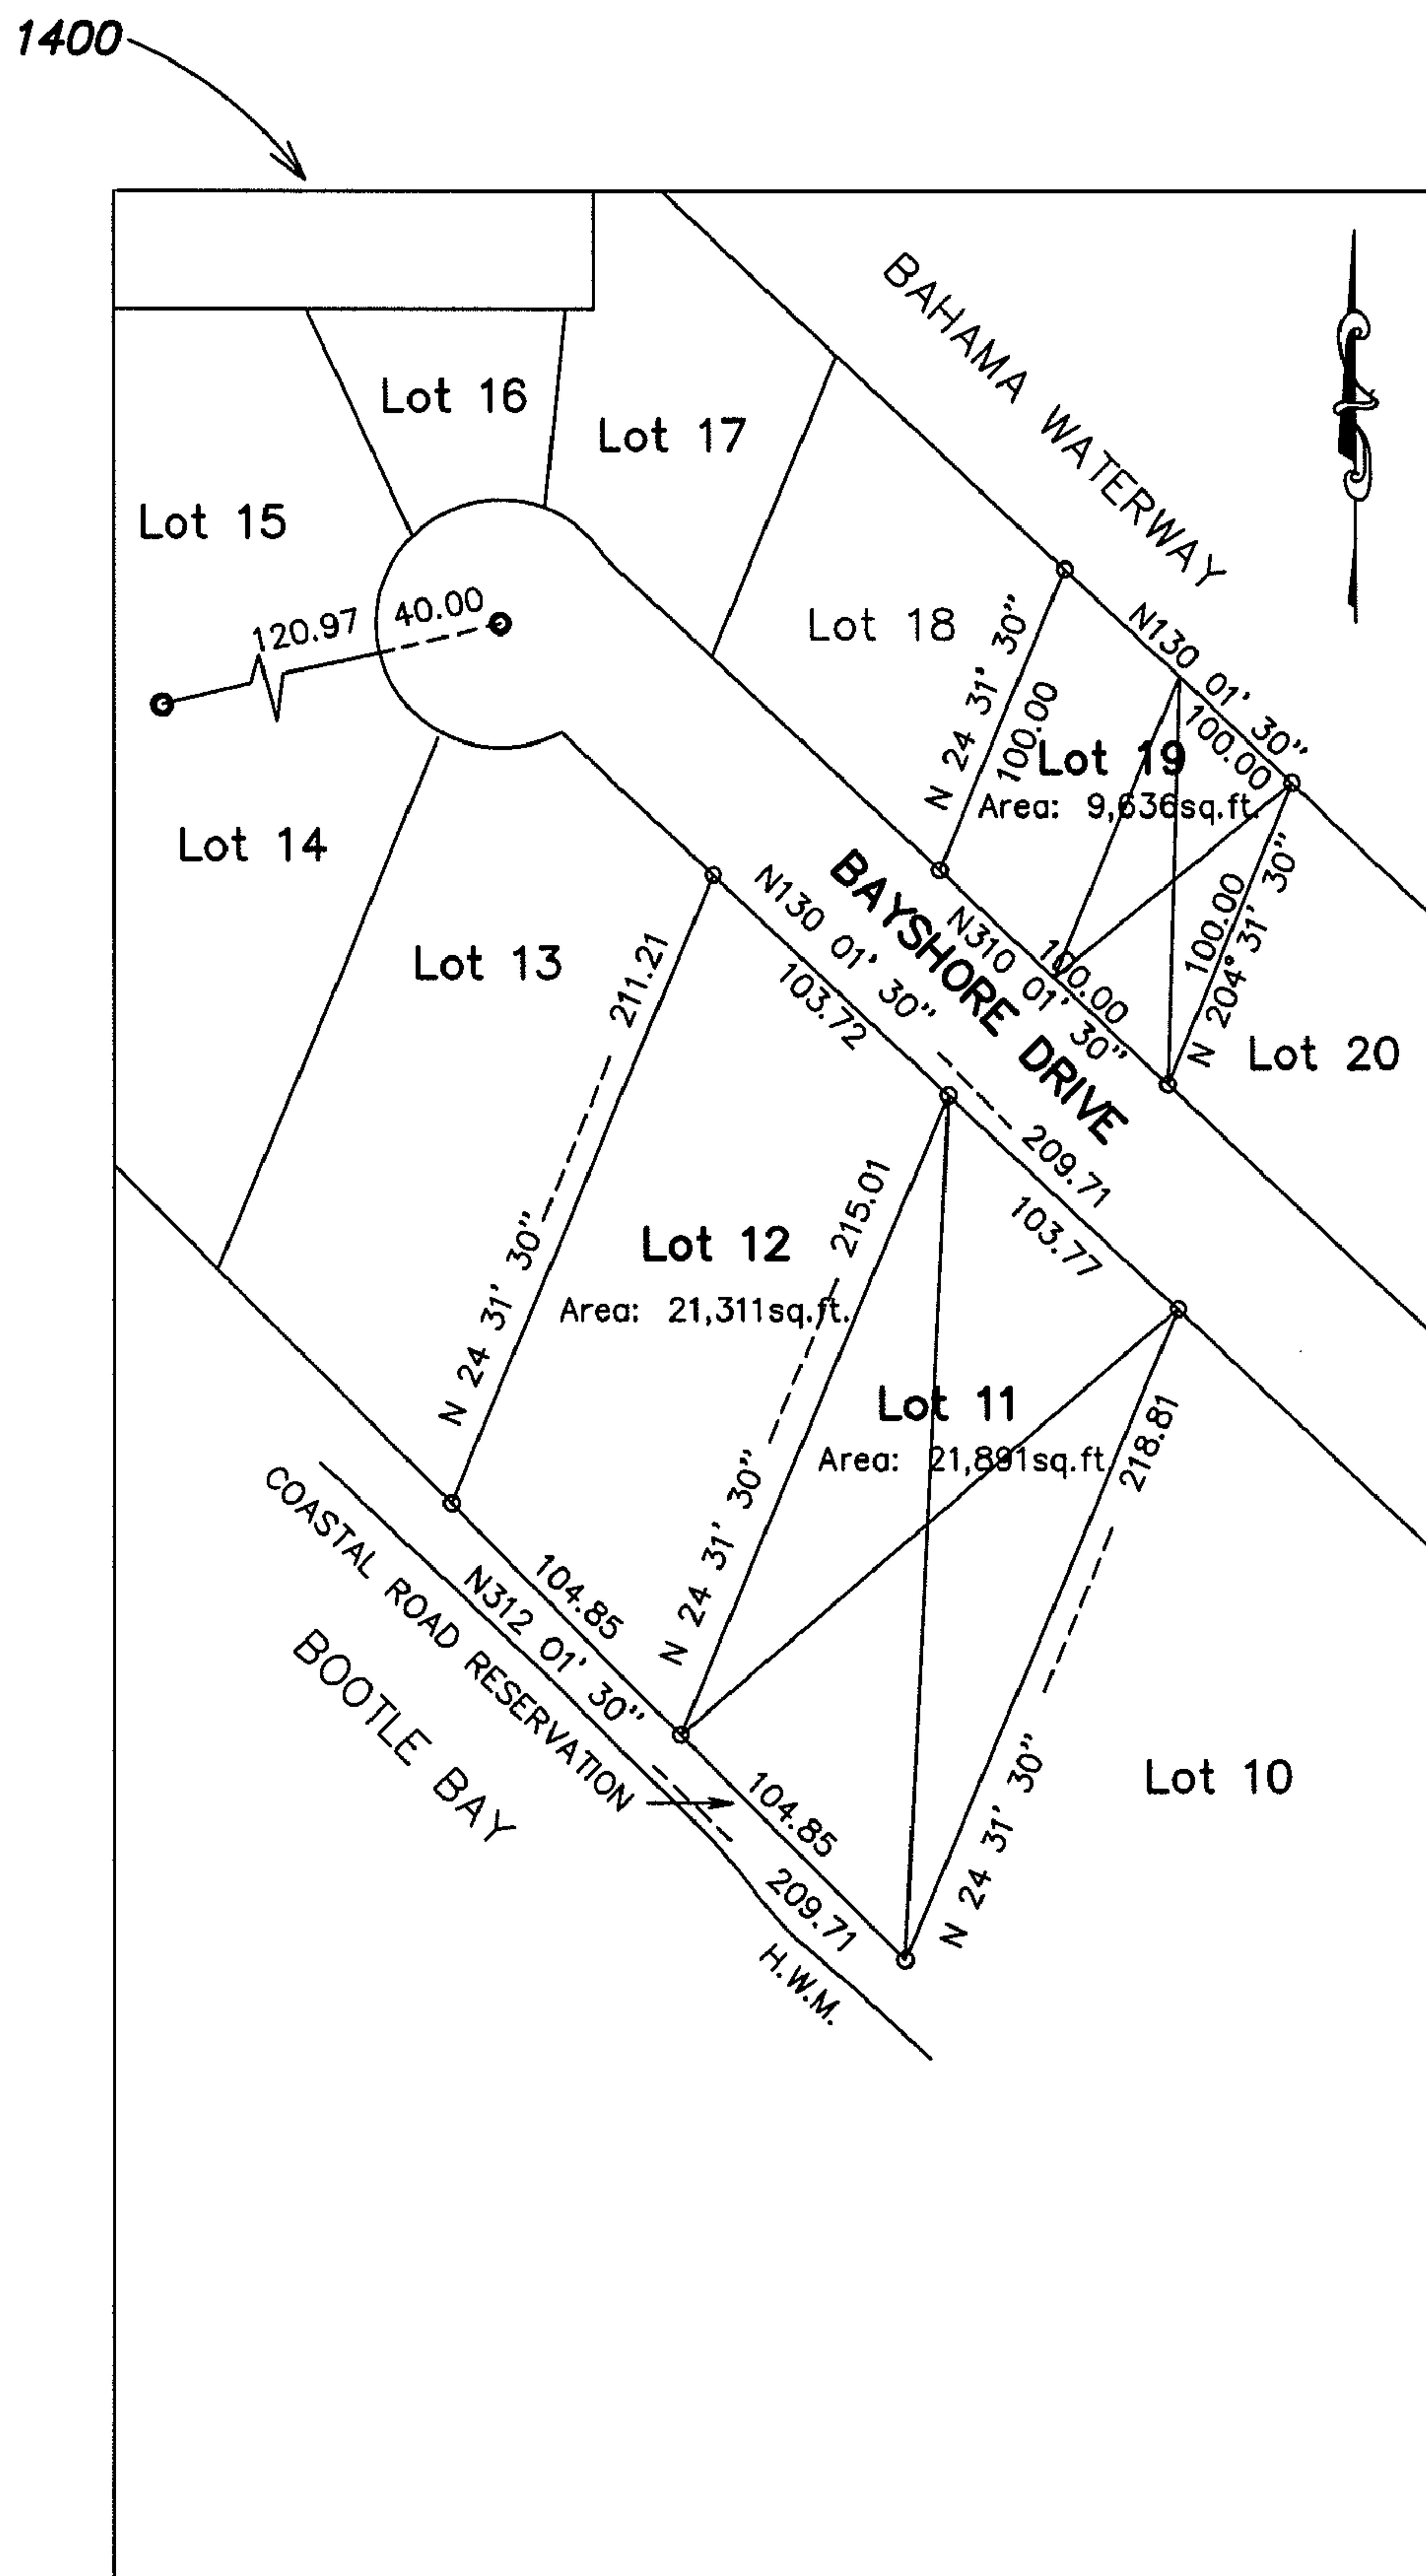 1400
BAHAMA WATERWAY
Lot 16
Lot 17
Lot 15
120.97
40.00
Lot 18
N 24 31' 30"
100.00
N130 01' 30"
100.00
Lot 19
Area: 9,636sq.ft.
Lot 14
BAYSHORE DRIVE
N130 01' 30"
103.72
N310 01' 30"
100.00
100.00
N 204° 31' 30"
Lot 20
Lot 13
211.21
N 24 31' 30"
209.71
103.77
Lot 12
Area: 21,311sq.ft.
215.01
N 24 31' 30"
Lot 11
Area: 21,891sq.ft.
218.81
N 24 31' 30"
COASTAL ROAD RESERVATION
104.85
N312 01' 30"
BOOTLE BAY
104.85
209.71
Lot 10
H.W.M.